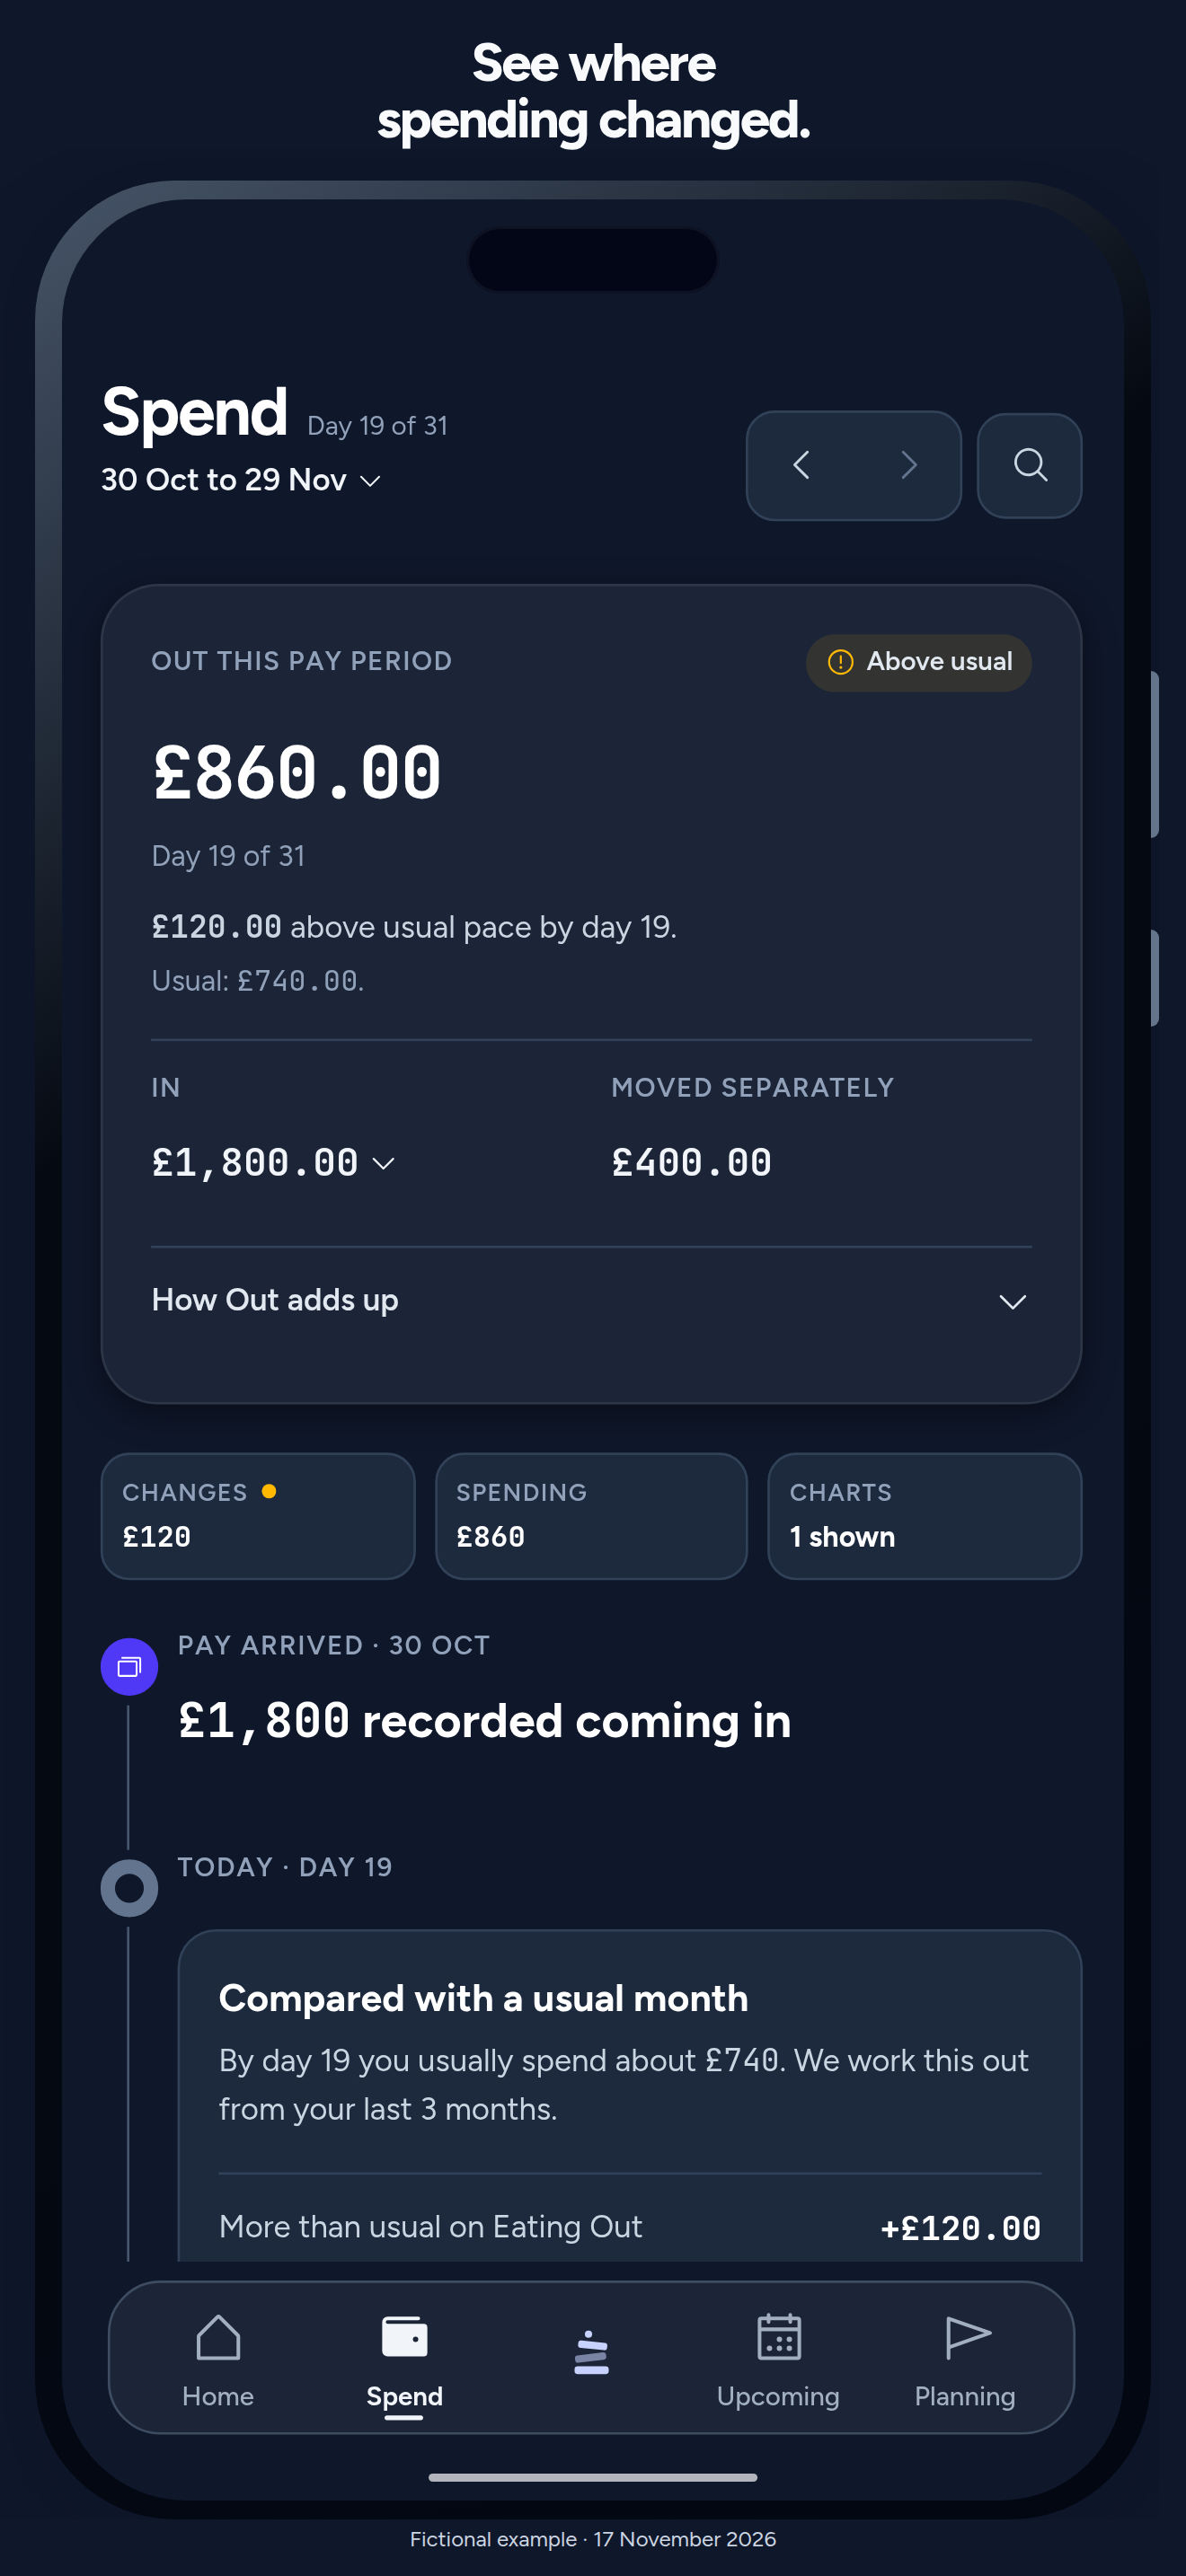 See where
spending changed.
Spend Day 19 of 31
30 Oct to 29 Nov
OUT THIS PAY PERIOD
Above usual
£860.00
Day 19 of 31
£120.00 above usual pace by day 19.
Usual: £740.00.
IN
MOVED SEPARATELY
£1,800.00
£400.00
How Out adds up
CHANGES
£120
SPENDING
£860
CHARTS
1 shown
PAY ARRIVED · 30 OCT
£1,800 recorded coming in
TODAY · DAY 19
Compared with a usual month
By day 19 you usually spend about £740. We work this out
from your last 3 months.
More than usual on Eating Out +£120.00
Home
Spend
Upcoming
Planning
Fictional example · 17 November 2026